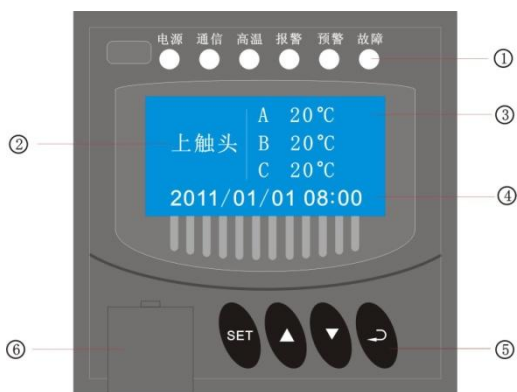 电源 通信 高温 报警 预警 故障
①
②
上触头
A 20℃
B 20℃
C 20℃
③
2011/01/01 08:00
④
SET
⑤
⑥